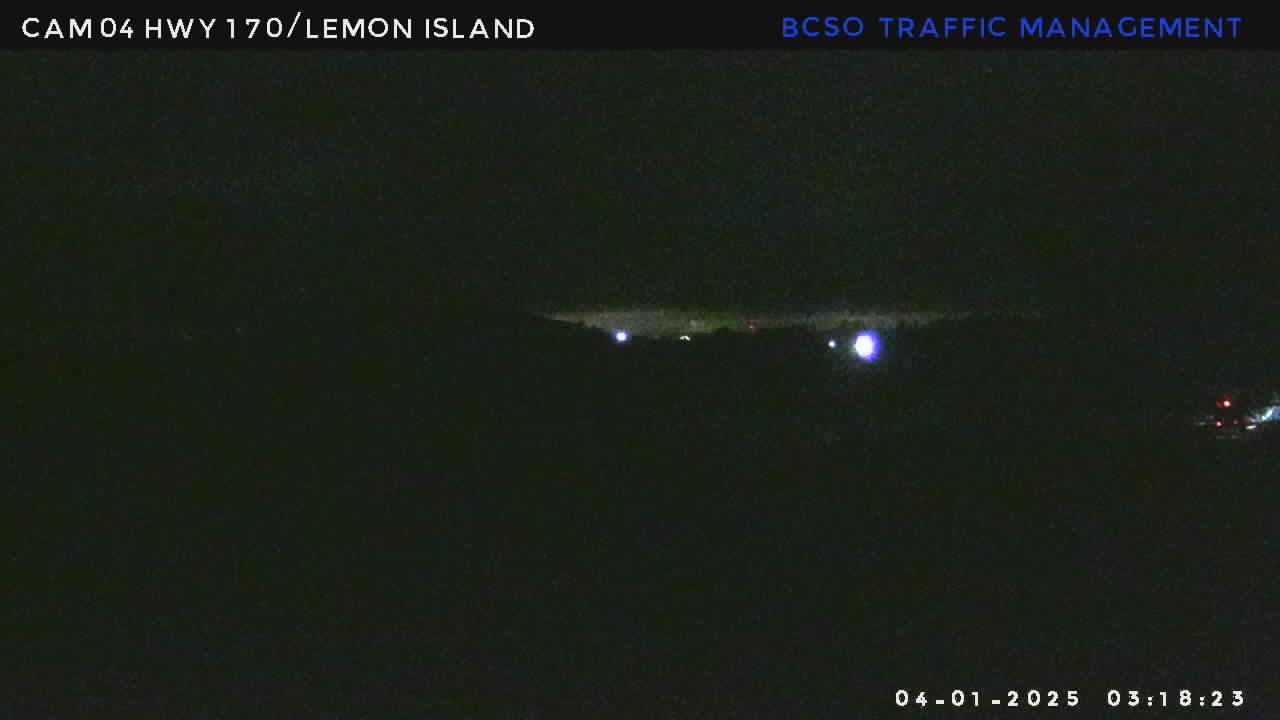 CAM04 HWY 170/LEMON ISLAND
BCSO TRAFFIC MANAGEMENT
04-01-2025 03:18:23